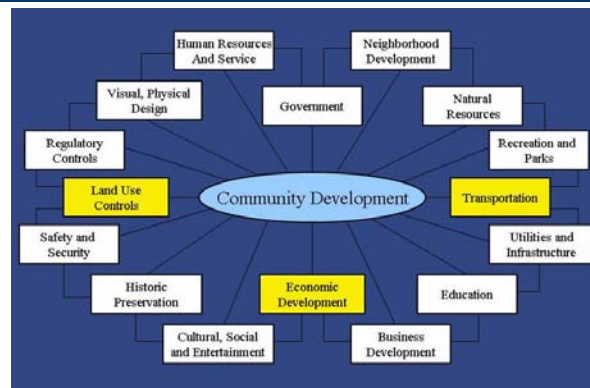 Human Resources
And Service
Neighborhood
Development
Visual, Physical
Design
Government
Natural
Resources
Regulatory
Controls
Recreation and
Parks
Land Use
Controls
Community Development
Transportation
Safety and
Security
Utilities and
Infrastructure
Historic
Preservation
Economic
Development
Education
Cultural, Social
and Entertainment
Business
Development